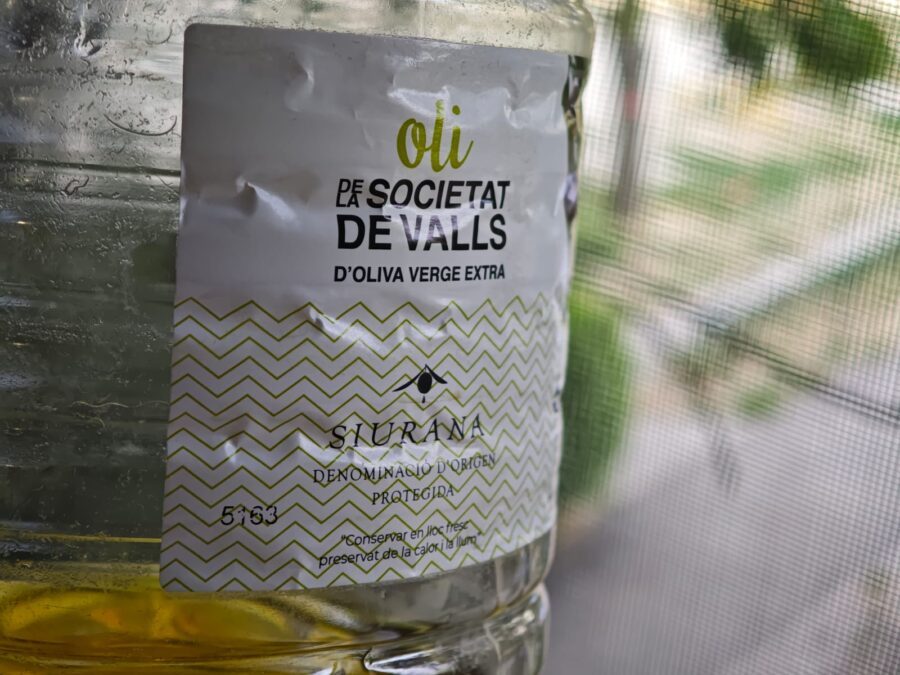 oli
DE LA SOCIETAT
DE VALLS
D'OLIVA VERGE EXTRA
SIURANA
DENOMINACIÓ D'ORIGEN
PROTEGIDA
5163
"Conservar en lloc fresc
preservat de la calor i la llum"